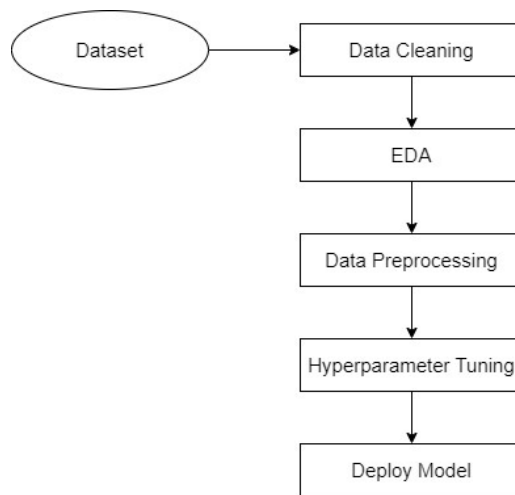 Dataset
Data Cleaning
EDA
Data Preprocessing
Hyperparameter Tuning
Deploy Model